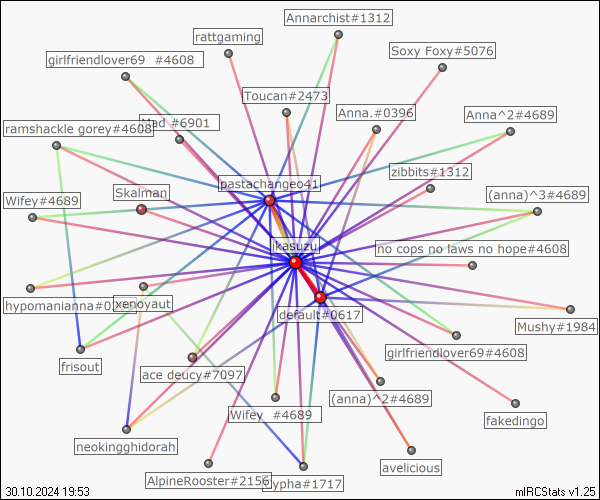 Annarchist#1312
rattgaming
Soxy Foxy#5076
girlfriendlover69 #4608
Toucan#2473
Anna.#0396
Anna^2#4689
Mad #6901
ramshackle gorey#4608
zibbits#1312
pastachangeo41
Skalman
Wifey#4689
(anna)^3#4689
ikasuzu
no cops no laws no hope#4608
hypomanianna#0
xenoyaut
default#0617
Mushy#1984
frisout
ace deucy#7097
girlfriendlover69#4608
(anna)^2#4689
Wifey #4689
fakedingo
neokingghidorah
avelicious
AlpineRooster#2156
ypha#1717
30.10.2024 19:53
mIRCStats v1.25